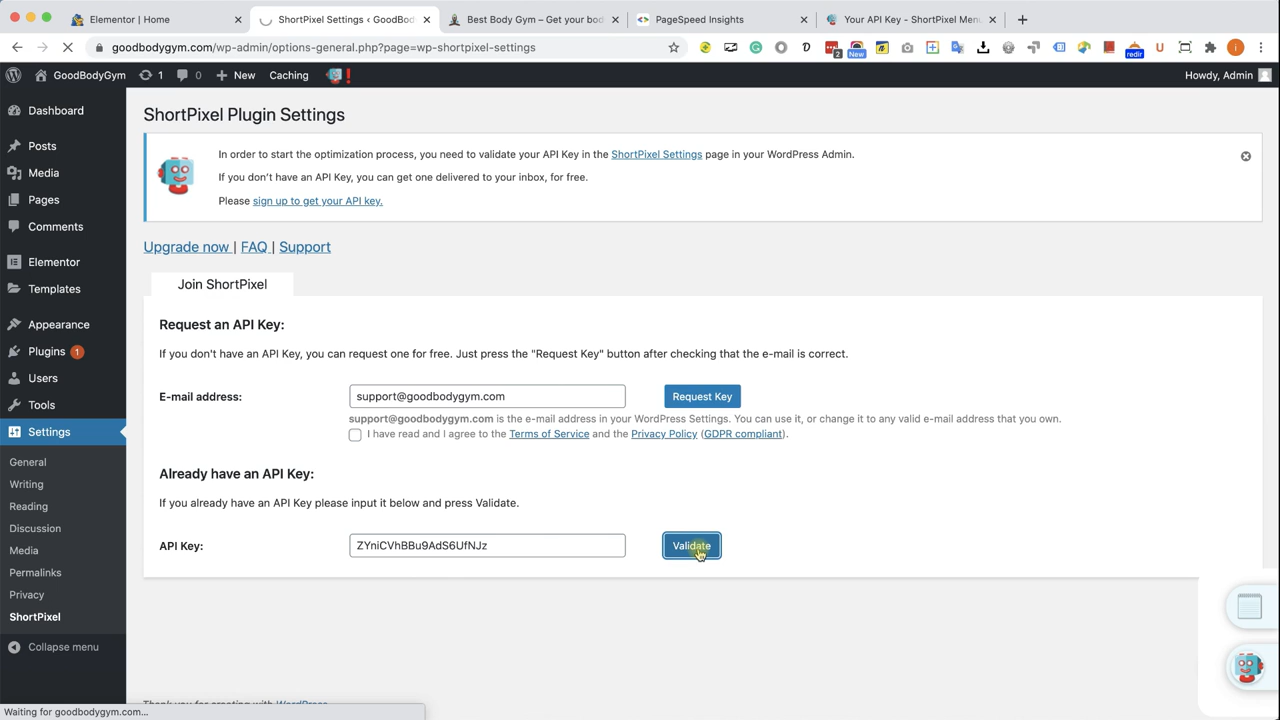 Elementor | Home
ShortPixel Settings ‹ GoodBod
Best Body Gym – Get your bod
PageSpeed Insights
Your API Key - ShortPixel Menu
goodbodygym.com/wp-admin/options-general.php?page=wp-shortpixel-settings
2
New
redir
i
GoodBodyGym
1
0
New
Caching
!
Howdy, Admin
Dashboard
Posts
Media
Pages
Comments
Elementor
Templates
Appearance
Plugins 1
Users
Tools
Settings
General
Writing
Reading
Discussion
Media
Permalinks
Privacy
ShortPixel
Collapse menu
ShortPixel Plugin Settings
In order to start the optimization process, you need to validate your API Key in the ShortPixel Settings page in your WordPress Admin.
If you don't have an API Key, you can get one delivered to your inbox, for free.
Please sign up to get your API key.
Upgrade now | FAQ | Support
Join ShortPixel
Request an API Key:
If you don't have an API Key, you can request one for free. Just press the "Request Key" button after checking that the e-mail is correct.
E-mail address:
support@goodbodygym.com
Request Key
support@goodbodygym.com is the e-mail address in your WordPress Settings. You can use it, or change it to any valid e-mail address that you own.
I have read and I agree to the Terms of Service and the Privacy Policy (GDPR compliant).
Already have an API Key:
If you already have an API Key please input it below and press Validate.
API Key:
ZYniCVhBBu9AdS6UfNJz
Validate
Thank you for creating with WordPress
Waiting for goodbodygym.com...